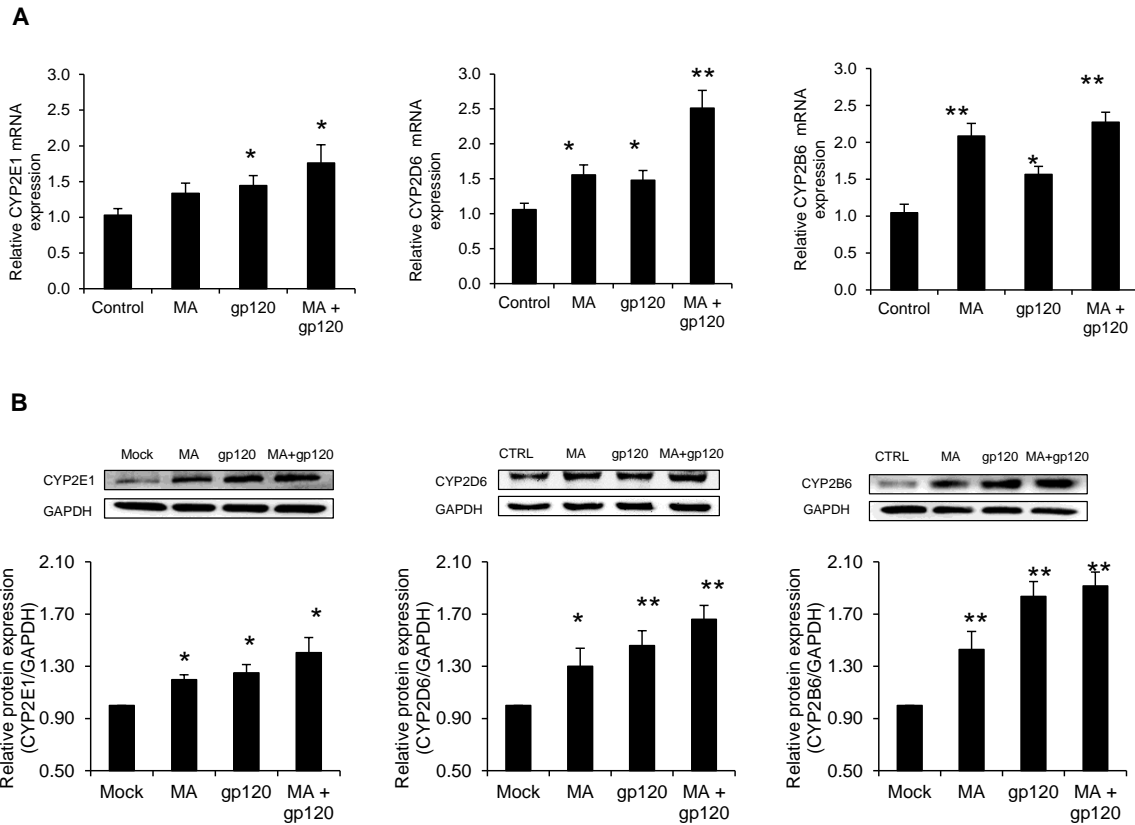 A
Relative CYP2E1 mRNA
expression
3.0
2.5
2.0
1.5
1.0
0.5
0.0
*
*
Control MA gp120 MA +
gp120
Relative CYP2D6 mRNA
expression
3.0
2.5
2.0
1.5
1.0
0.5
0.0
*
*
**
Control MA gp120 MA +
gp120
Relative CYP2B6 mRNA
expression
3.0
2.5
2.0
1.5
1.0
0.5
0.0
**
*
**
Control MA gp120 MA +
gp120
B
Mock MA gp120 MA+gp120
CYP2E1
GAPDH
Relative protein expression
(CYP2E1/GAPDH)
2.10
1.70
1.30
0.90
0.50
*
*
*
Mock MA gp120 MA +
gp120
CTRL MA gp120 MA+gp120
CYP2D6
GAPDH
Relative protein expression
(CYP2D6/GAPDH)
2.10
1.70
1.30
0.90
0.50
*
**
**
Mock MA gp120 MA +
gp120
CTRL MA gp120 MA+gp120
CYP2B6
GAPDH
Relative protein expression
(CYP2B6/GAPDH)
2.10
1.70
1.30
0.90
0.50
**
**
**
Mock MA gp120 MA +
gp120